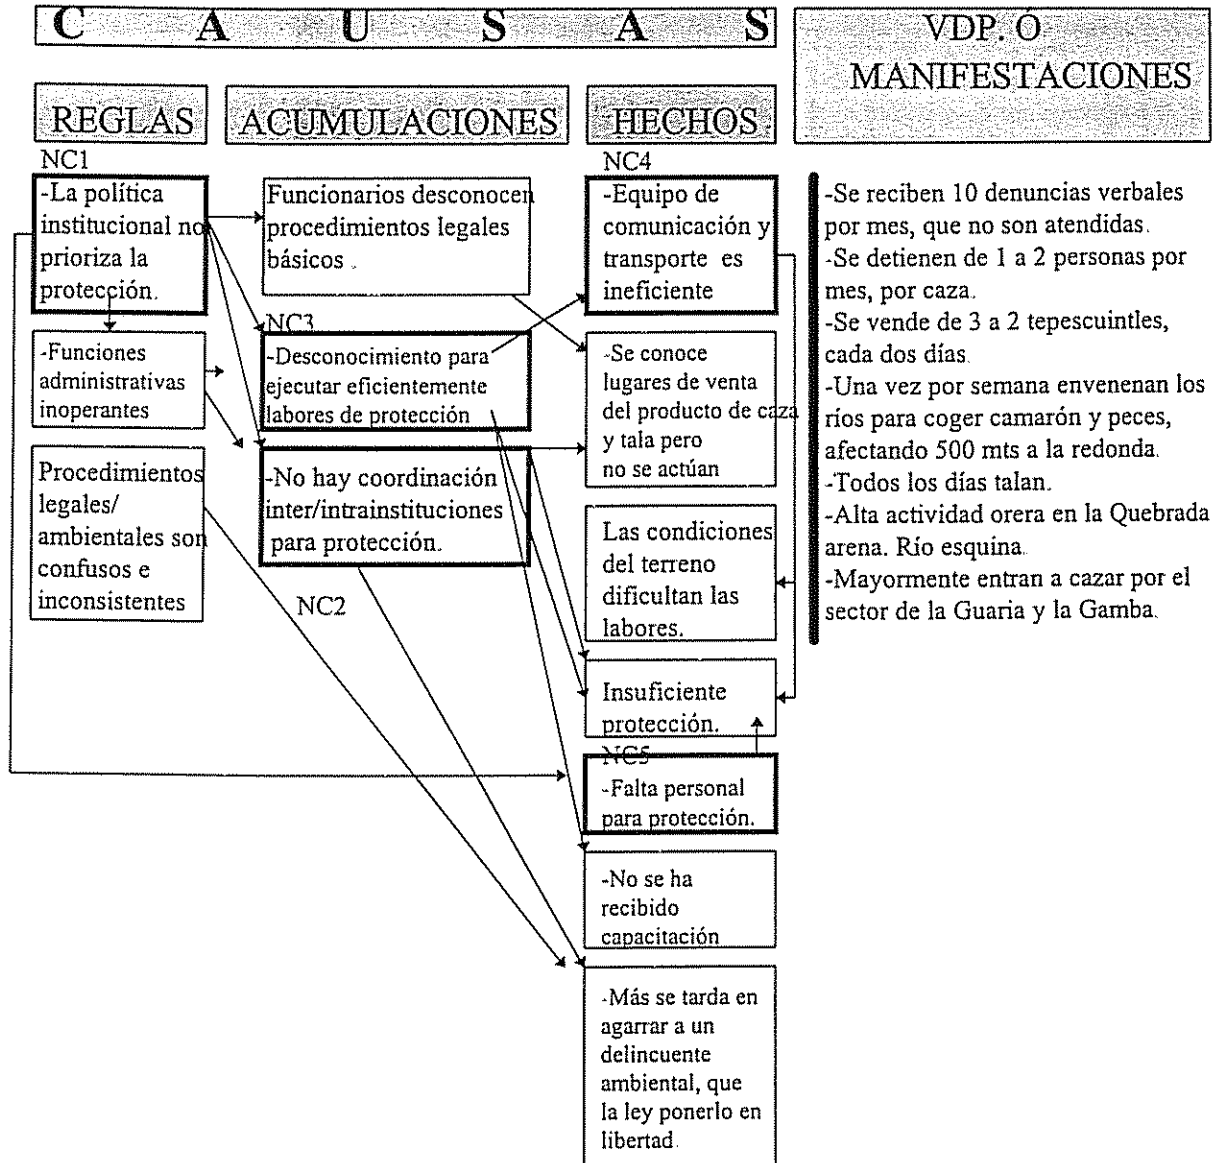 C A U S A S
VDP. Ó
MANIFESTACIONES
REGLAS
ACUMULACIONES
HECHOS
NC1
-La política
institucional no
prioriza la
protección.
-Funciones
administrativas
inoperantes
Procedimientos
legales/
ambientales son
confusos e
inconsistentes
Funcionarios desconocen
procedimientos legales
básicos.
NC3
-Desconocimiento para
ejecutar eficientemente
labores de protección
-No hay coordinación
inter/intrainstituciones
para protección.
NC2
NC4
-Equipo de
comunicación y
transporte es
ineficiente
-Se conoce
lugares de venta
del producto de caza
y tala pero
no se actúan
Las condiciones
del terreno
dificultan las
labores.
Insuficiente
protección.
NC5
-Falta personal
para protección.
-No se ha
recibido
capacitación
-Más se tarda en
agarrar a un
delincuente
ambiental, que
la ley ponerlo en
libertad.
-Se reciben 10 denuncias verbales
por mes, que no son atendidas.
-Se detienen de 1 a 2 personas por
mes, por caza.
-Se vende de 3 a 2 tepescuintles,
cada dos días.
-Una vez por semana envenenan los
ríos para coger camarón y peces,
afectando 500 mts a la redonda.
-Todos los días talan.
-Alta actividad orera en la Quebrada
arena. Río esquina.
-Mayormente entran a cazar por el
sector de la Guaria y la Gamba.